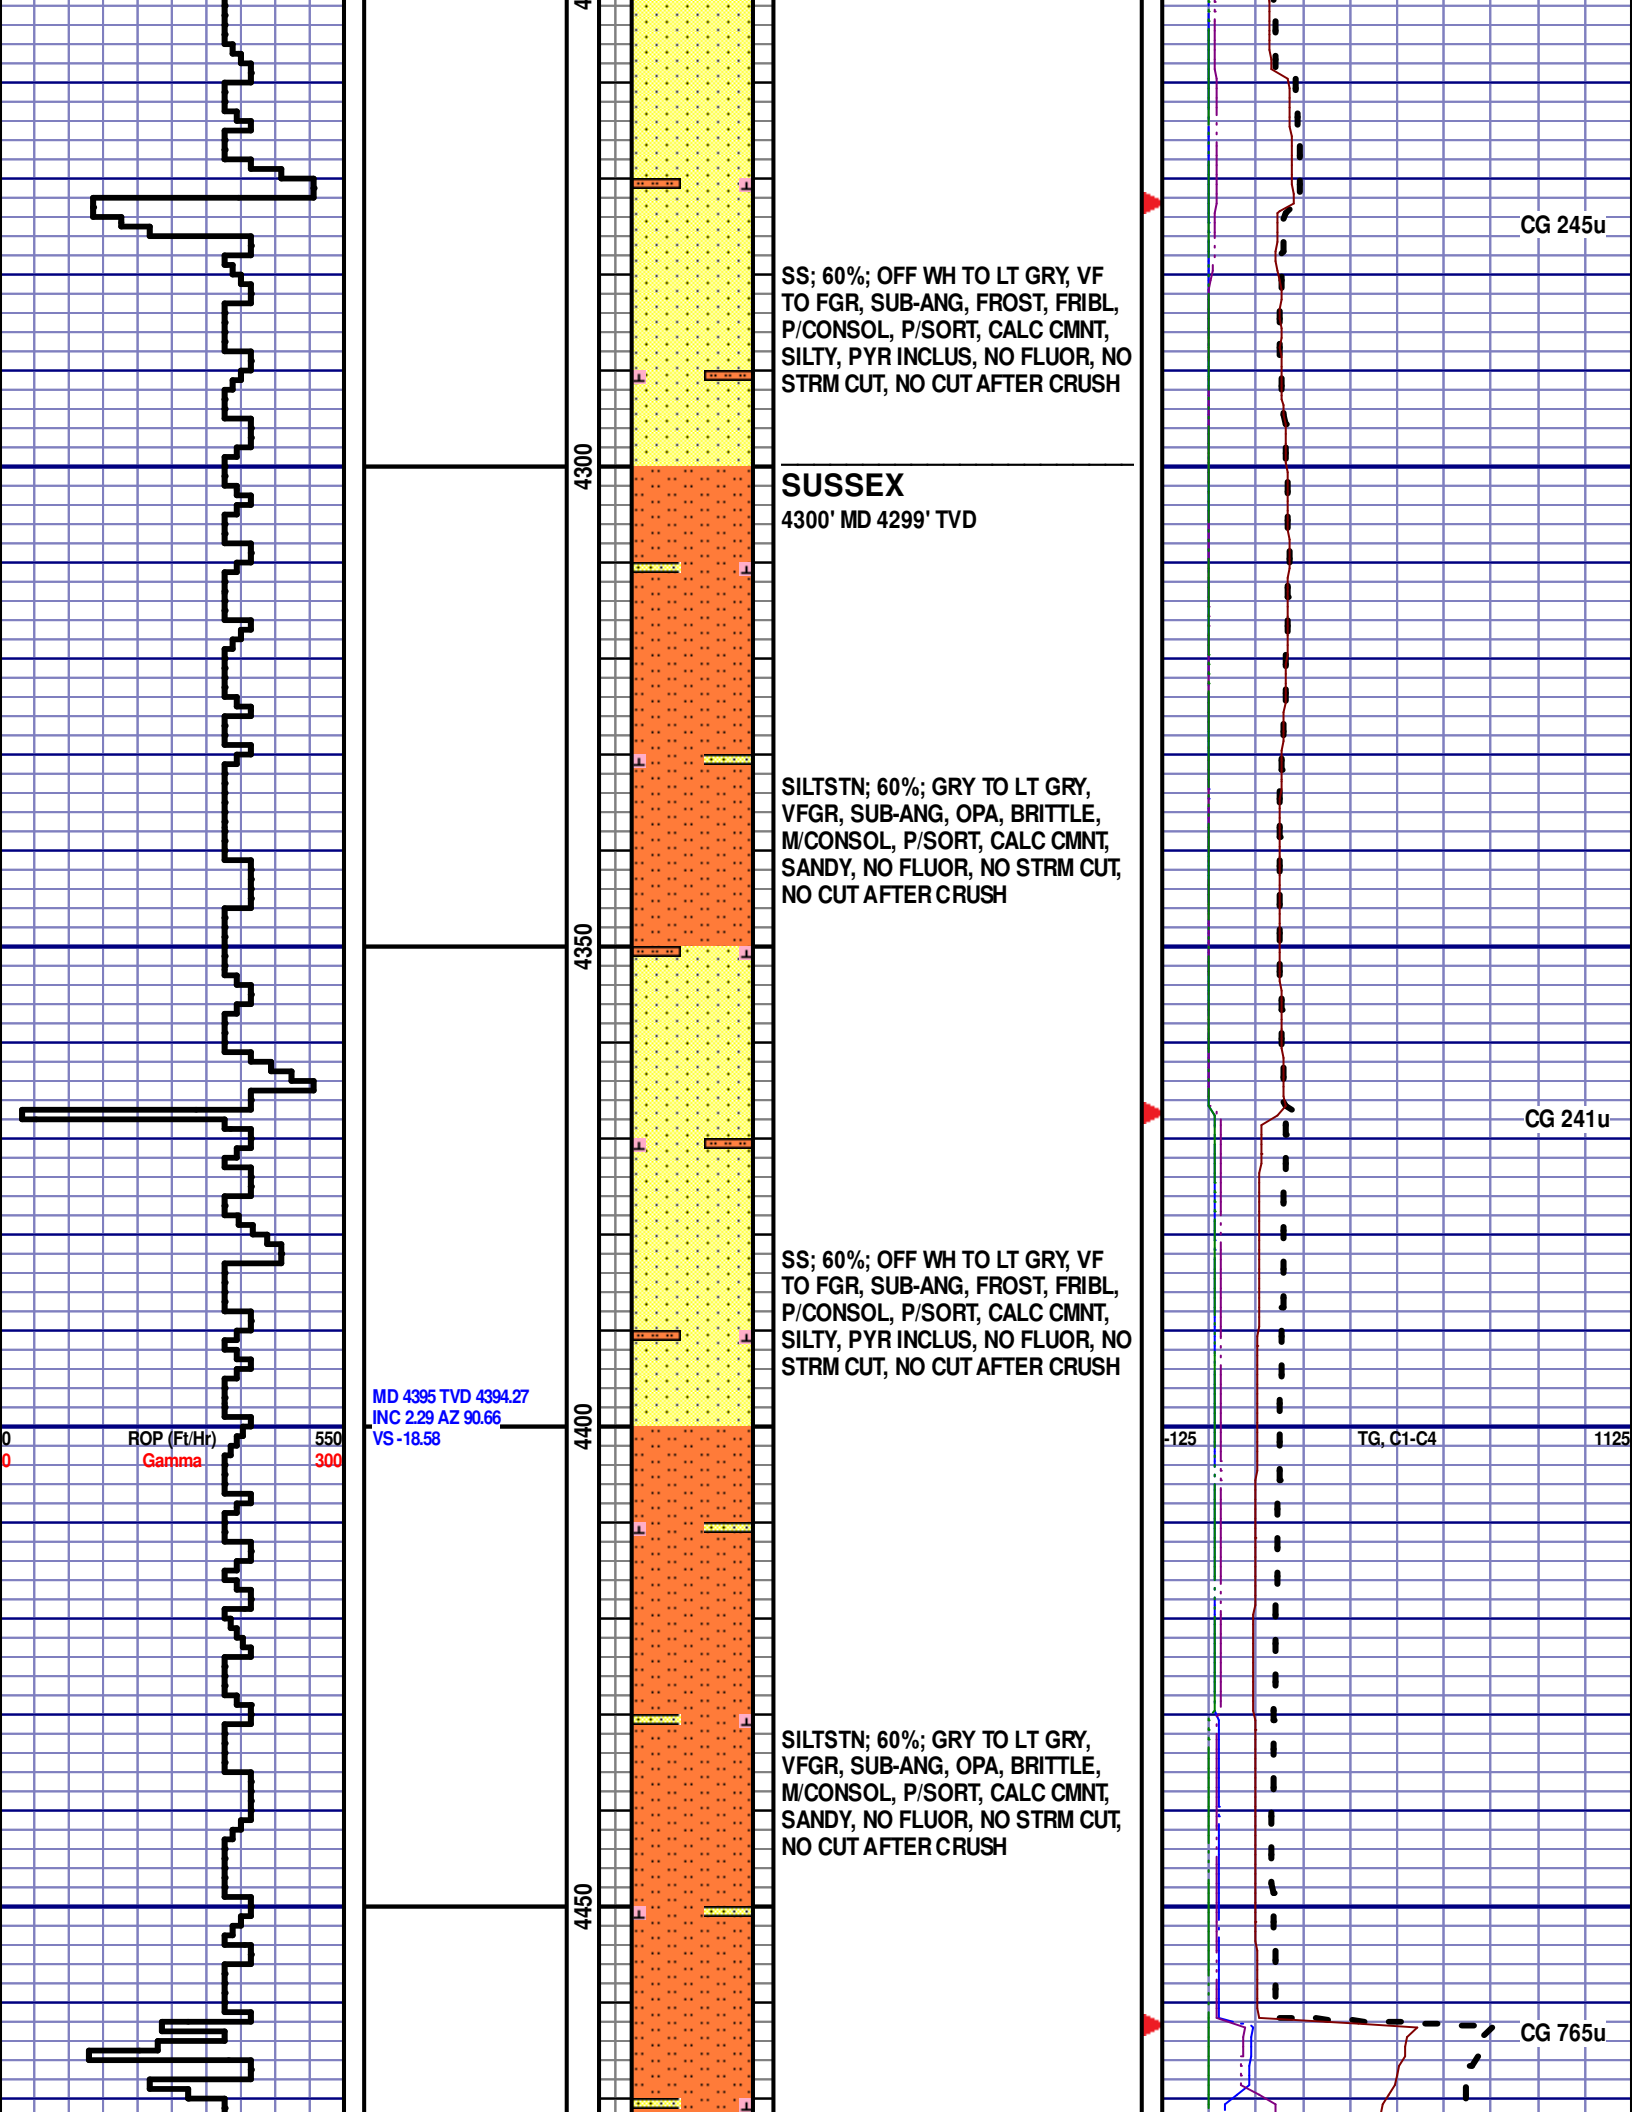 CG 245u
SS; 60%; OFF WH TO LT GRY, VF
TO FGR, SUB-ANG, FROST, FRIBL,
P/CONSOL, P/SORT, CALC CMNT,
SILTY, PYR INCLUS, NO FLUOR, NO
STRM CUT, NO CUT AFTER CRUSH
4300
SUSSEX
4300' MD 4299' TVD
SILTSTN; 60%; GRY TO LT GRY,
VFGR, SUB-ANG, OPA, BRITTLE,
M/CONSOL, P/SORT, CALC CMNT,
SANDY, NO FLUOR, NO STRM CUT,
NO CUT AFTER CRUSH
4350
CG 241u
SS; 60%; OFF WH TO LT GRY, VF
TO FGR, SUB-ANG, FROST, FRIBL,
P/CONSOL, P/SORT, CALC CMNT,
SILTY, PYR INCLUS, NO FLUOR, NO
STRM CUT, NO CUT AFTER CRUSH
MD 4395 TVD 4394.27
INC 2.29 AZ 90.66
VS -18.58
4400
0 ROP (Ft/Hr) 550
0 Gamma 300
-125 TG, C1-C4 1125
SILTSTN; 60%; GRY TO LT GRY,
VFGR, SUB-ANG, OPA, BRITTLE,
M/CONSOL, P/SORT, CALC CMNT,
SANDY, NO FLUOR, NO STRM CUT,
NO CUT AFTER CRUSH
4450
CG 765u